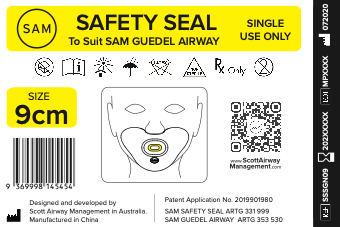 SAM
SAFETY SEAL
To Suit SAM GUEDEL AIRWAY
SINGLE
USE ONLY
Rx Only
SIZE
9cm
www.ScottAirway
Management.com
9 369998 145454
Designed and developed by
Scott Airway
Management in Australia.
Manufactured in China
Patent Application No. 2019901980
SAM SAFETY SEAL ARTG 331 999
SAM GUEDEL AIRWAY ARTG 353 530
072020
MPXXXX
202XXXXX
SSSGN09